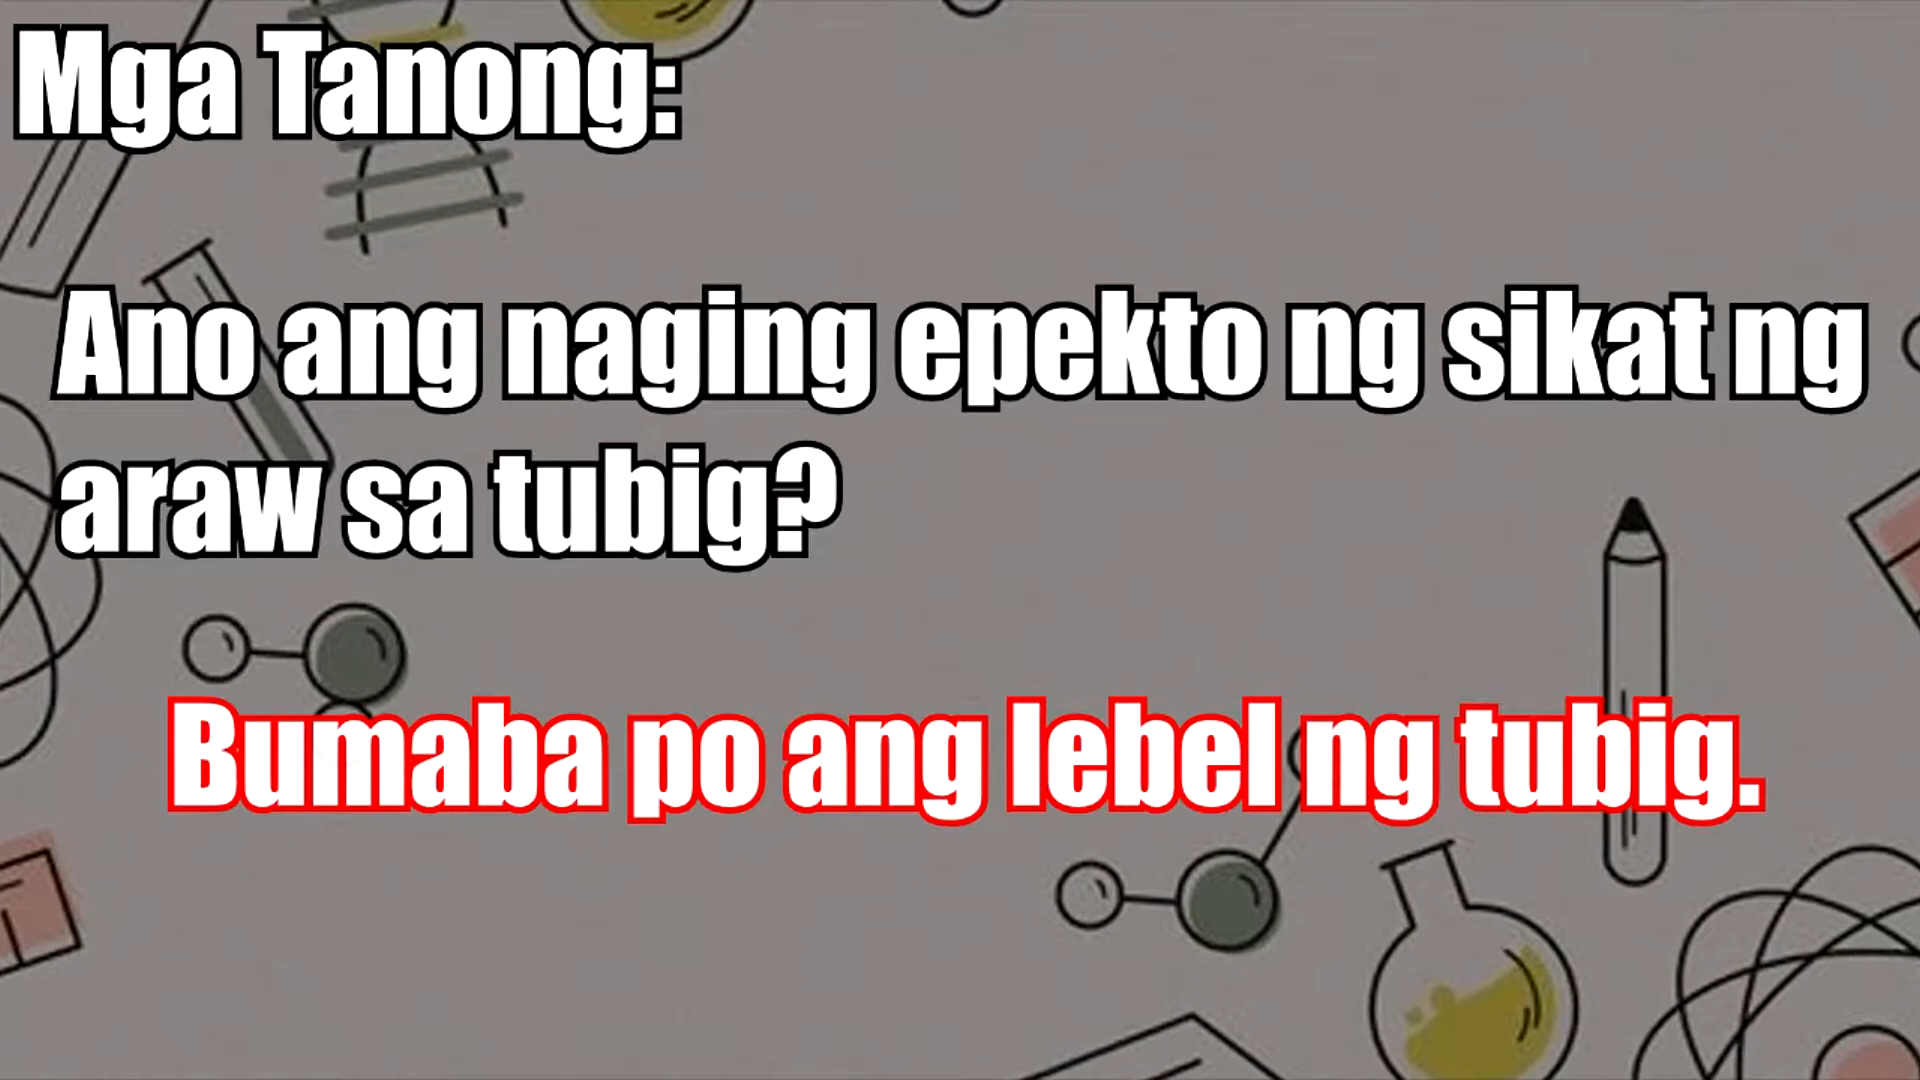 Mga Tanong:
Ano ang naging epekto ng sikat ng
araw sa tubig?
Bumaba po ang lebel ng tubig.